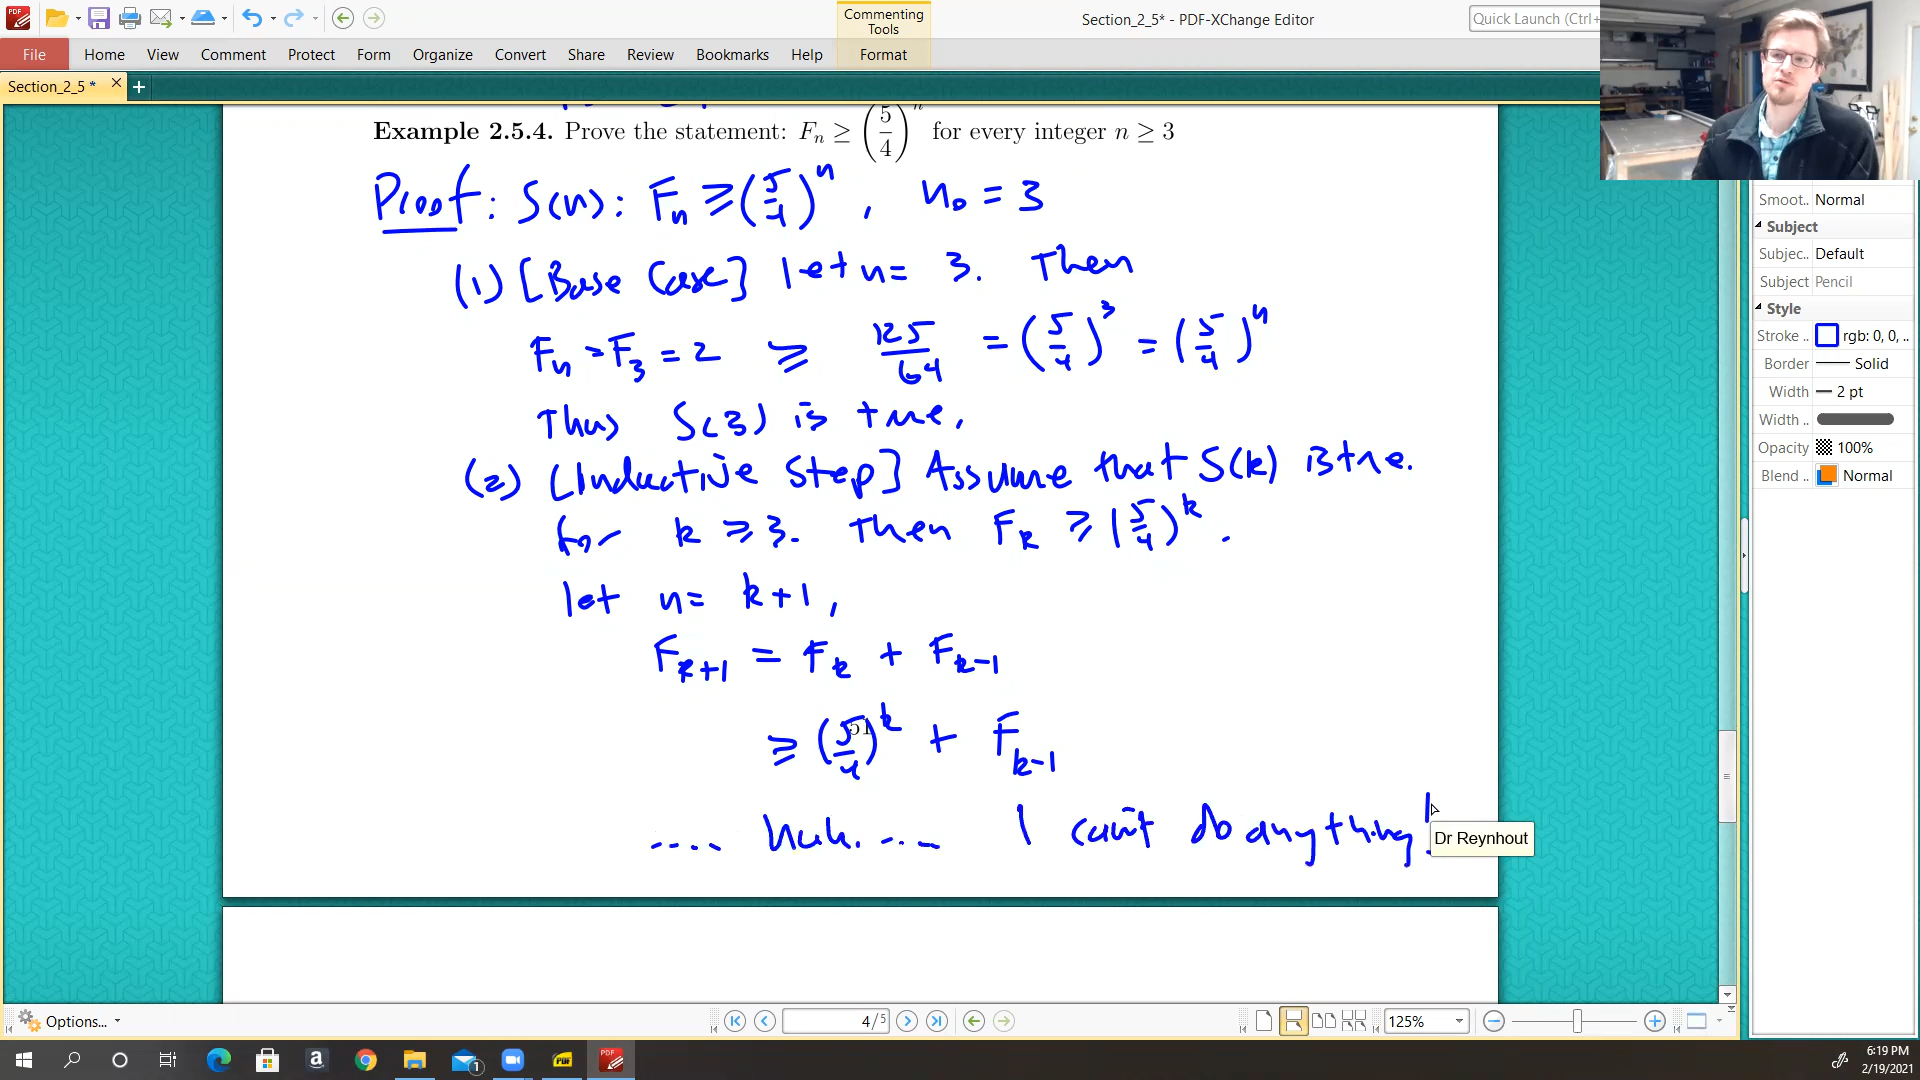 Commenting Tools
Section_2_5* - PDF-XChange Editor
Quick Launch (Ctrl+
File Home View Comment Protect Form Organize Convert Share Review Bookmarks Help Format
Section_2_5 *
Example 2.5.4. Prove the statement: Fₙ ≥ (5/4)ⁿ for every integer n ≥ 3
Proof: S(n): Fₙ ≥ (5/4)ⁿ, n₀ = 3
(1) [Base Case] let n = 3. Then
Fₙ = F₃ = 2 ≥ 125/64 = (5/4)³ = (5/4)ⁿ
Thus S(3) is true.
(2) [Inductive Step] Assume that S(k) is true.
for k ≥ 3. Then Fₖ ≥ (5/4)ᵏ.
let n = k+1,
Fₖ₊₁ = Fₖ + Fₖ₋₁
≥ (5/4)ᵏ + Fₖ₋₁
51
.... huh. .... I can't do anything!
Dr Reynhout
Smoot.. Normal
Subject
Subjec.. Default
Subject Pencil
Style
Stroke .. rgb: 0, 0, ..
Border Solid
Width 2 pt
Width ..
Opacity 100%
Blend .. Normal
Options...
4/5
125%
PDF
1
6:19 PM
2/19/2021